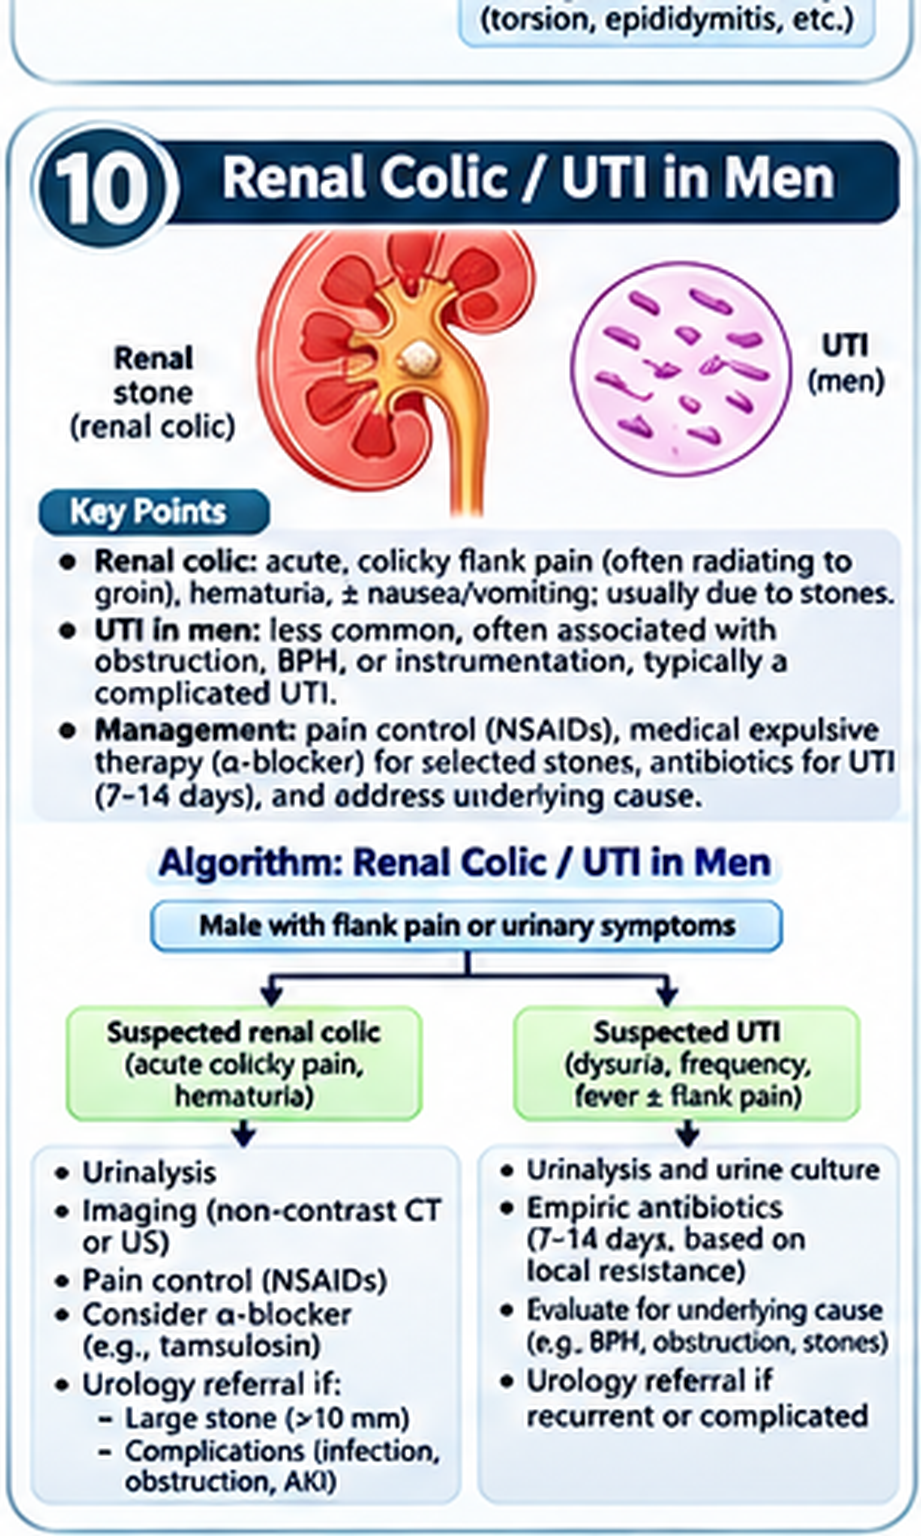 (torsion, epididymitis, etc.)
10
Renal Colic / UTI in Men
Renal
stone
(renal colic)
UTI
(men)
Key Points
• Renal colic: acute, colicky flank pain (often radiating to
groin), hematuria, ± nausea/vomiting; usually due to stones.
• UTI in men: less common, often associated with
obstruction, BPH, or instrumentation, typically a
complicated UTI.
• Management: pain control (NSAIDs), medical expulsive
therapy (α-blocker) for selected stones, antibiotics for UTI
(7–14 days), and address underlying cause.
Algorithm: Renal Colic / UTI in Men
Male with flank pain or urinary symptoms
Suspected renal colic
(acute colicky pain,
hematuria)
• Urinalysis
• Imaging (non-contrast CT
or US)
• Pain control (NSAIDs)
• Consider α-blocker
(e.g., tamsulosin)
• Urology referral if:
– Large stone (>10 mm)
– Complications (infection,
obstruction, AKI)
Suspected UTI
(dysuria, frequency,
fever ± flank pain)
• Urinalysis and urine culture
• Empiric antibiotics
(7–14 days, based on
local resistance)
• Evaluate for underlying cause
(e.g., BPH, obstruction, stones)
• Urology referral if
recurrent or complicated